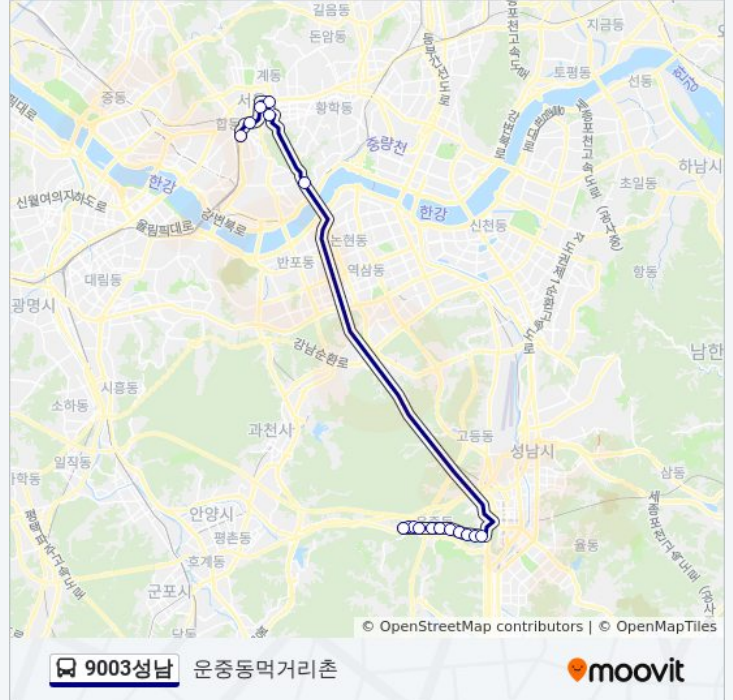 길음동
돈암동
지금동
계동
토평동
선동
중동
황학동
중랑천
하남시
초일동
한강
신월여의지하도로
강변북로
올림픽대로
한강
신천동
논현동
반포동
역삼동
대림동
항동
광명시
강남순환로
남한
시흥동
소하동
과천시
고등동
성남시
일직동
삼동
안양시
평촌동
율동
호계동
군포시
© OpenStreetMap contributors | © OpenMapTiles
9003성남 운중동먹거리촌
moovit